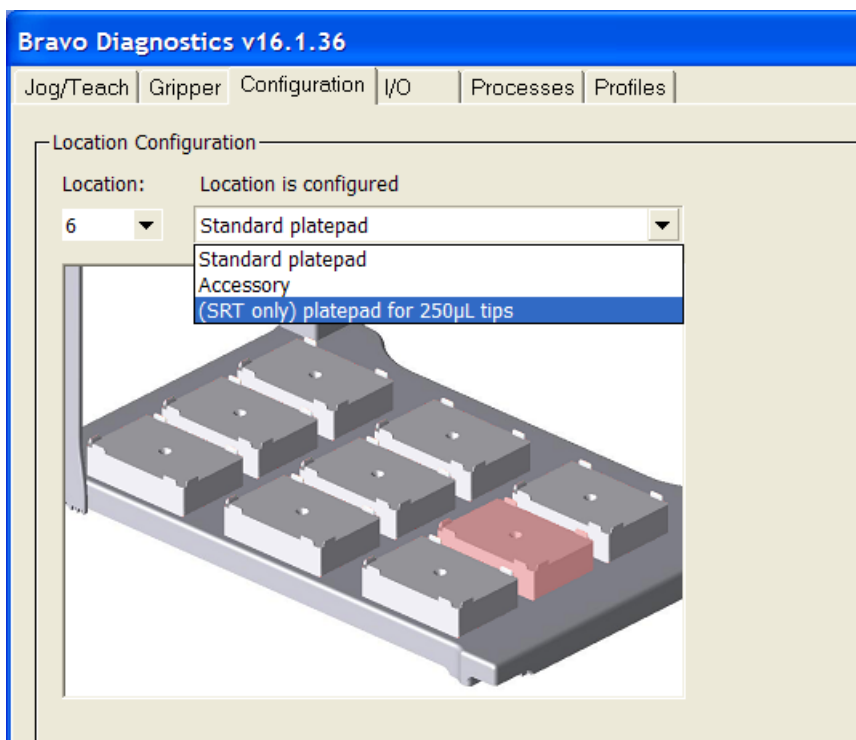 Bravo Diagnostics v16.1.36
Jog/Teach Gripper Configuration I/O Processes Profiles
Location Configuration
Location: Location is configured
6 Standard platepad
Standard platepad
Accessory
(SRT only) platepad for 250µL tips